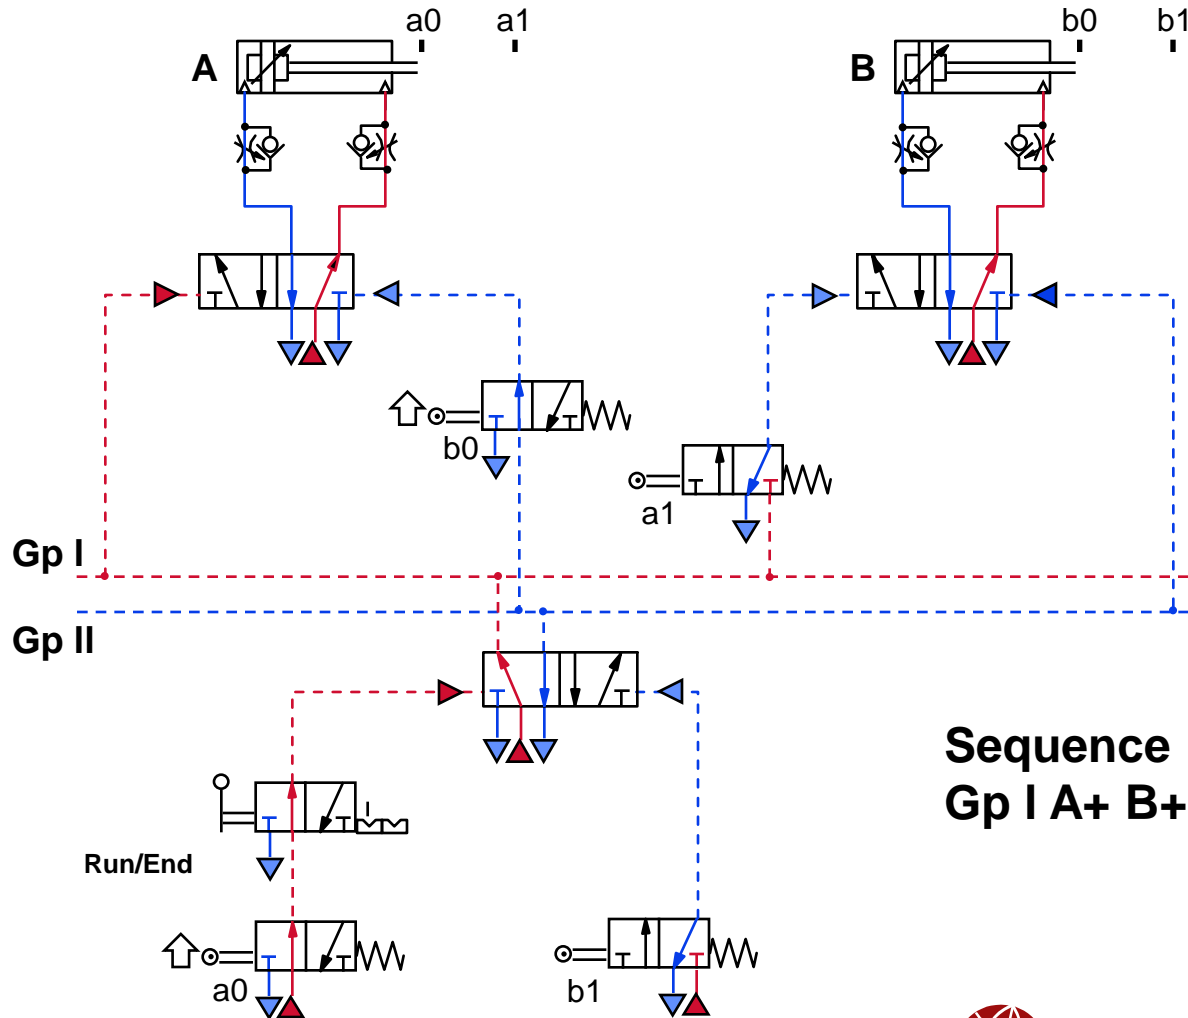 a0 a1 b0 b1
A B
b0
a1
Gp I
Gp II
Sequence
Gp I A+ B+
Run/End
a0 b1